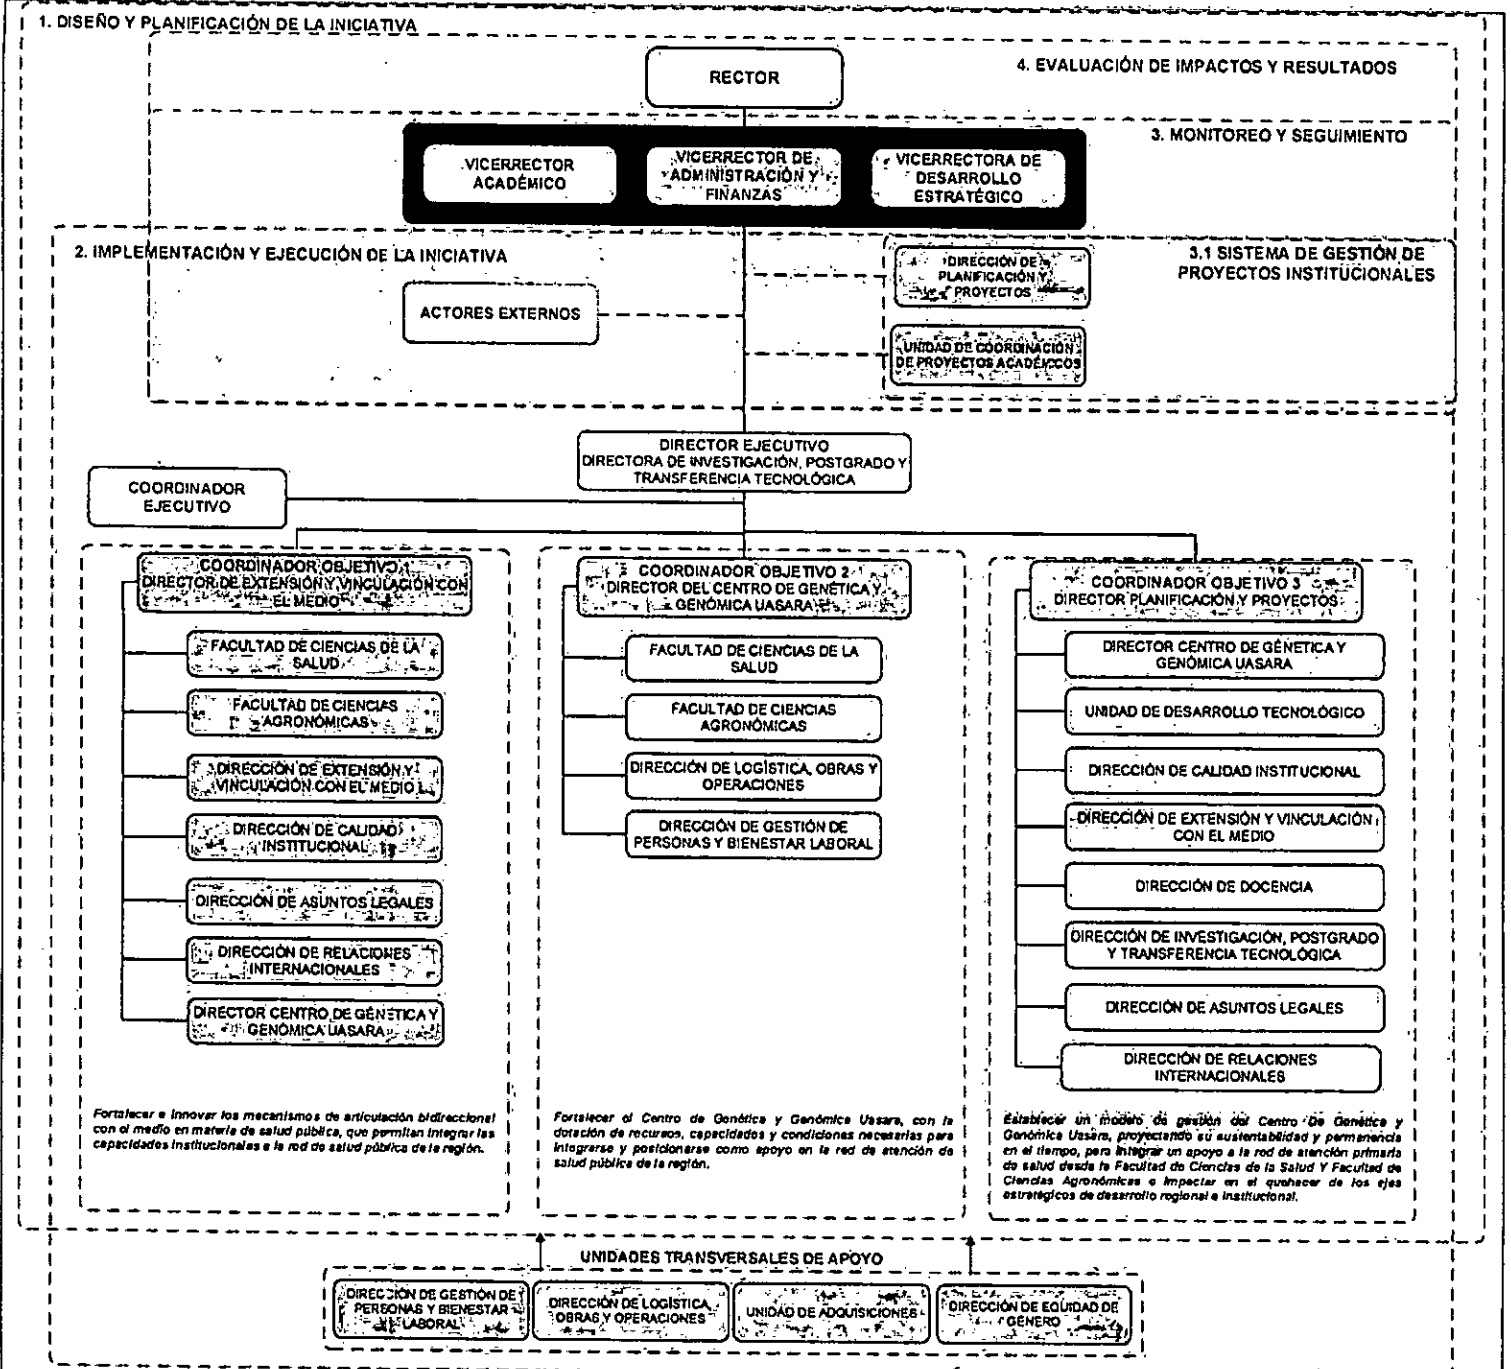 1. DISEÑO Y PLANIFICACIÓN DE LA INICIATIVA
RECTOR
4. EVALUACIÓN DE IMPACTOS Y RESULTADOS
3. MONITOREO Y SEGUIMIENTO
VICERRECTOR
ACADÉMICO
VICERRECTOR DE
ADMINISTRACIÓN Y
FINANZAS
VICERRECTORA DE
DESARROLLO
ESTRATÉGICO
2. IMPLEMENTACIÓN Y EJECUCIÓN DE LA INICIATIVA
3.1 SISTEMA DE GESTIÓN DE
PROYECTOS INSTITUCIONALES
DIRECCIÓN DE
PLANIFICACIÓN Y
PROYECTOS
ACTORES EXTERNOS
UNIDAD DE COORDINACIÓN
DE PROYECTOS ACADÉMICOS
DIRECTOR EJECUTIVO
DIRECTORA DE INVESTIGACIÓN, POSTGRADO Y
TRANSFERENCIA TECNOLÓGICA
COORDINADOR
EJECUTIVO
COORDINADOR OBJETIVO 1
DIRECTOR DE EXTENSIÓN Y VINCULACIÓN CON
EL MEDIO
FACULTAD DE CIENCIAS DE LA
SALUD
FACULTAD DE CIENCIAS
AGRONÓMICAS
DIRECCIÓN DE EXTENSIÓN Y
VINCULACIÓN CON EL MEDIO
DIRECCIÓN DE CALIDAD
INSTITUCIONAL
DIRECCIÓN DE ASUNTOS LEGALES
DIRECCIÓN DE RELACIONES
INTERNACIONALES
DIRECTOR CENTRO DE GÉNETICA Y
GENÓMICA UASARA
Fortalecer e innovar los mecanismos de articulación bidireccional
con el medio en materia de salud pública, que permitan integrar las
capacidades institucionales a la red de salud pública de la región.
COORDINADOR OBJETIVO 2
DIRECTOR DEL CENTRO DE GENÉTICA Y
GENÓMICA UASARA
FACULTAD DE CIENCIAS DE LA
SALUD
FACULTAD DE CIENCIAS
AGRONÓMICAS
DIRECCIÓN DE LOGÍSTICA, OBRAS Y
OPERACIONES
DIRECCIÓN DE GESTIÓN DE
PERSONAS Y BIENESTAR LABORAL
Fortalecer el Centro de Genética y Genómica Uasara, con la
dotación de recursos, capacidades y condiciones necesarias para
integrarse y posicionarse como apoyo en la red de atención de
salud pública de la región.
COORDINADOR OBJETIVO 3
DIRECTOR PLANIFICACIÓN Y PROYECTOS
DIRECTOR CENTRO DE GÉNETICA Y
GENÓMICA UASARA
UNIDAD DE DESARROLLO TECNOLÓGICO
DIRECCIÓN DE CALIDAD INSTITUCIONAL
DIRECCIÓN DE EXTENSIÓN Y VINCULACIÓN
CON EL MEDIO
DIRECCIÓN DE DOCENCIA
DIRECCIÓN DE INVESTIGACIÓN, POSTGRADO
Y TRANSFERENCIA TECNOLÓGICA
DIRECCIÓN DE ASUNTOS LEGALES
DIRECCIÓN DE RELACIONES
INTERNACIONALES
Establecer un modelo de gestión del Centro De Genética y
Genómica Uasara, proyectando su sustentabilidad y permanencia
en el tiempo, para integrar un apoyo a la red de atención primaria
de salud desde la Facultad de Ciencias de la Salud Y Facultad de
Ciencias Agronómicas e impactar en el quehacer de los ejes
estratégicos de desarrollo regional e institucional.
UNIDADES TRANSVERSALES DE APOYO
DIRECCIÓN DE GESTIÓN DE
PERSONAS Y BIENESTAR
LABORAL
DIRECCIÓN DE LOGÍSTICA,
OBRAS Y OPERACIONES
UNIDAD DE ADQUISICIONES
DIRECCIÓN DE EQUIDAD DE
GÉNERO